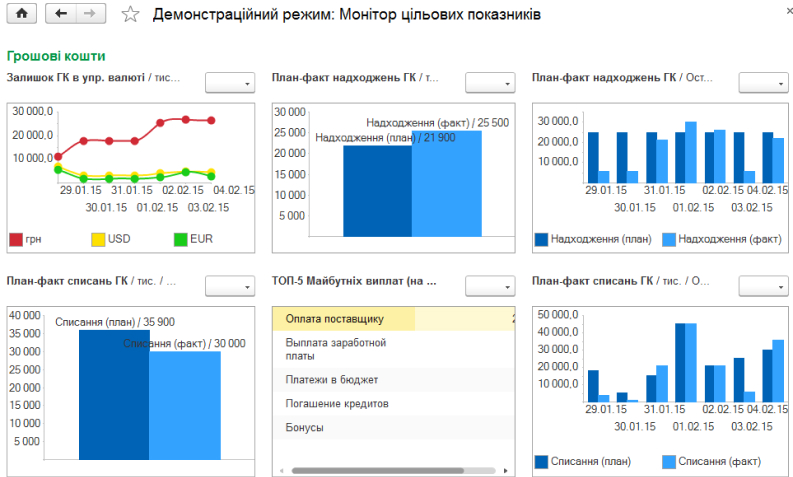 Демонстраційний режим: Монітор цільових показників
×
Грошові кошти
Залишок ГК в упр. валюті / тис...
30 000,0
20 000,0
10 000,0
29.01.15 31.01.15 02.02.15 04.02.15
30.01.15 01.02.15 03.02.15
грн USD EUR
План-факт надходжень ГК / т...
30 000
25 000
20 000
15 000
10 000
5 000
Надходження (факт) / 25 500
Надходження (план) / 21 900
План-факт надходжень ГК / Ост...
30 000,0
20 000,0
10 000,0
29.01.15 31.01.15 02.02.15 04.02.15
30.01.15 01.02.15 03.02.15
Надходження (план) Надходження (факт)
План-факт списань ГК / тис. / ...
40 000
35 000
30 000
25 000
20 000
15 000
10 000
5 000
Списання (план) / 35 900
Списання (факт) / 30 000
ТОП-5 Майбутніх виплат (на ...
Оплата поставщику
Выплата заработной
платы
Платежи в бюджет
Погашение кредитов
Бонусы
План-факт списань ГК / тис. / О...
50 000,0
40 000,0
30 000,0
20 000,0
10 000,0
29.01.15 31.01.15 02.02.15 04.02.15
30.01.15 01.02.15 03.02.15
Списання (план) Списання (факт)